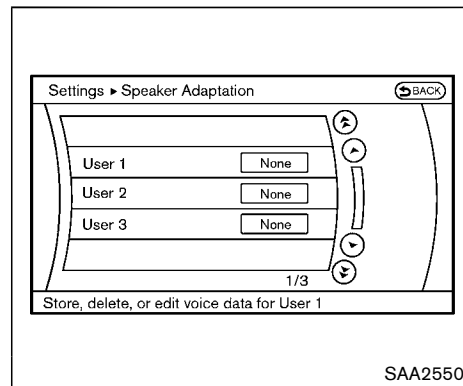 Settings ▸ Speaker Adaptation BACK
User 1 None
User 2 None
User 3 None
1/3
Store, delete, or edit voice data for User 1
SAA2550